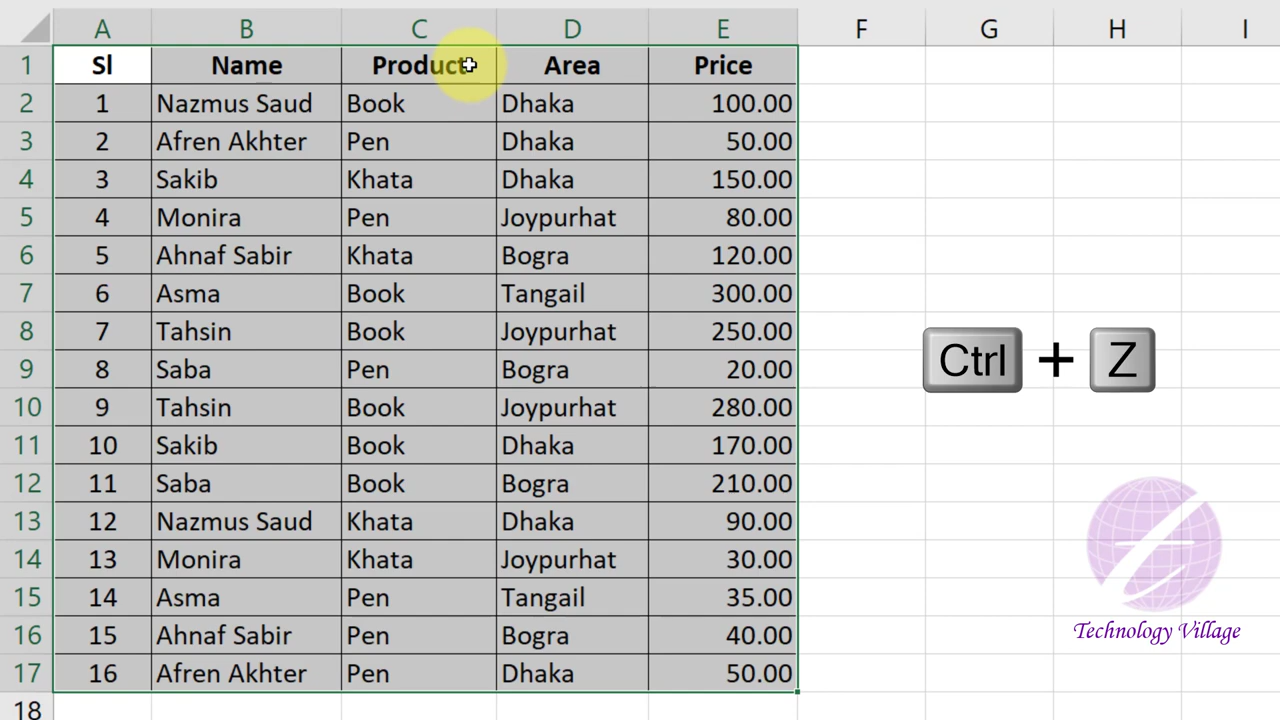 A B C D E F G H I
1 Sl Name Product Area Price
2 1 Nazmus Saud Book Dhaka 100.00
3 2 Afren Akhter Pen Dhaka 50.00
4 3 Sakib Khata Dhaka 150.00
5 4 Monira Pen Joypurhat 80.00
6 5 Ahnaf Sabir Khata Bogra 120.00
7 6 Asma Book Tangail 300.00
8 7 Tahsin Book Joypurhat 250.00
Ctrl + Z
9 8 Saba Pen Bogra 20.00
10 9 Tahsin Book Joypurhat 280.00
11 10 Sakib Book Dhaka 170.00
12 11 Saba Book Bogra 210.00
13 12 Nazmus Saud Khata Dhaka 90.00
14 13 Monira Khata Joypurhat 30.00
15 14 Asma Pen Tangail 35.00
16 15 Ahnaf Sabir Pen Bogra 40.00
Technology Village
17 16 Afren Akhter Pen Dhaka 50.00
18